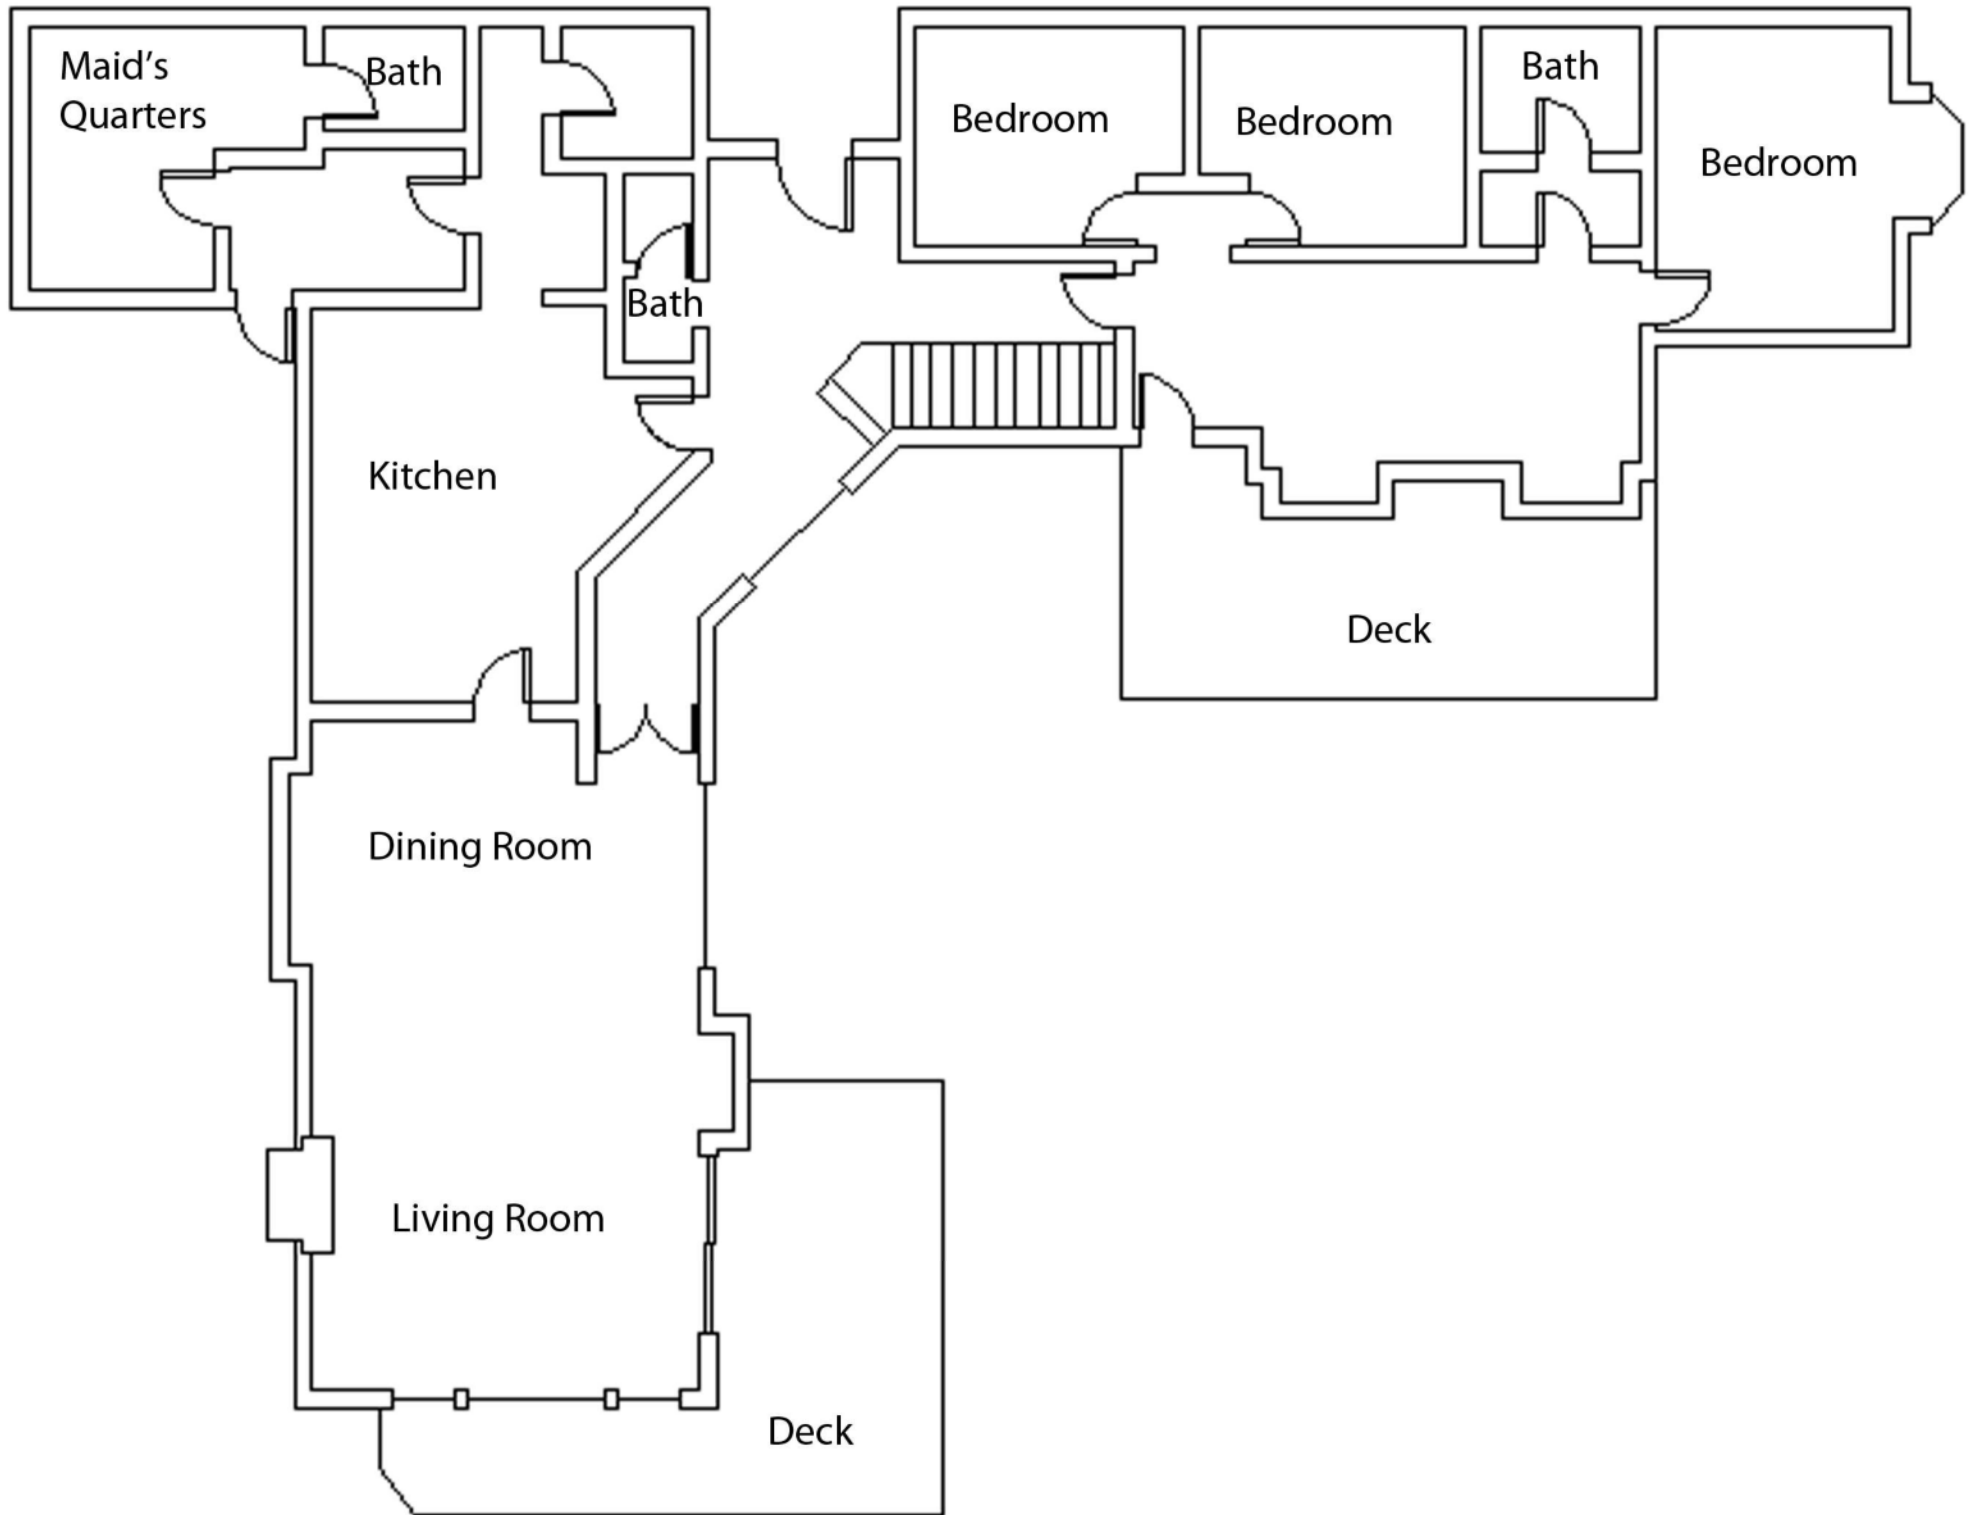 Maid’s
Quarters
Bath
Bedroom
Bedroom
Bath
Bedroom
Bath
Kitchen
Deck
Dining Room
Living Room
Deck